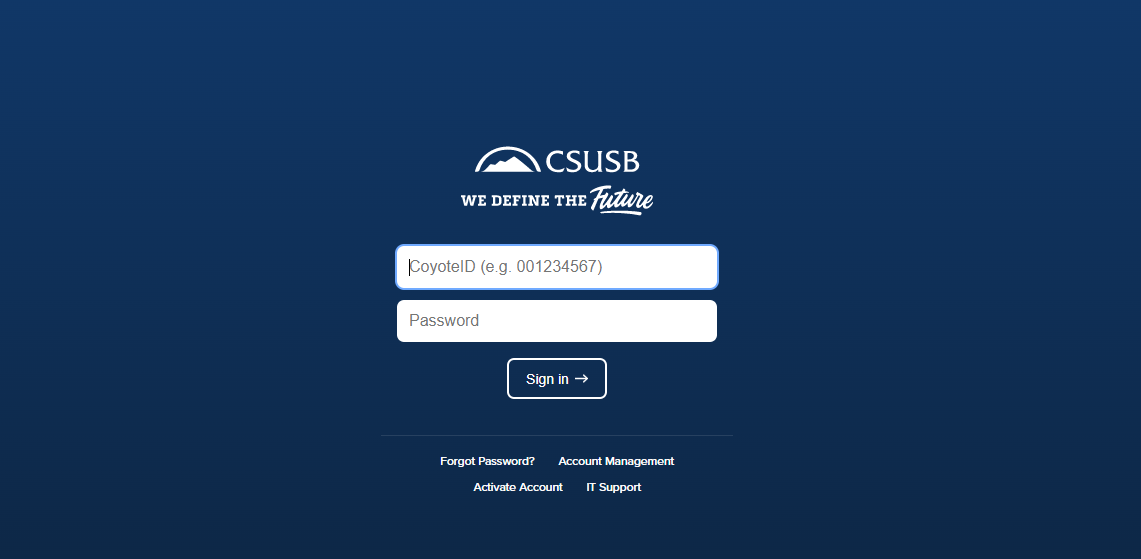 CSUSB
WE DEFINE THE Future
CoyoteID (e.g. 001234567)
Password
Sign in →
Forgot Password? Account Management
Activate Account IT Support